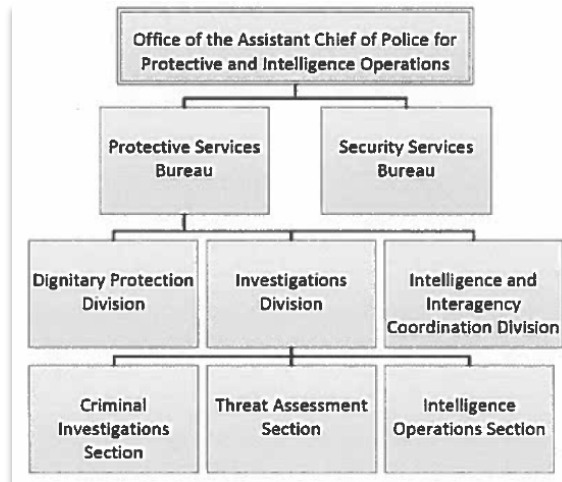 Office of the Assistant Chief of Police for
Protective and Intelligence Operations
Protective Services
Bureau
Security Services
Bureau
Dignitary Protection
Division
Investigations
Division
Intelligence and
Interagency
Coordination Division
Criminal
Investigations
Section
Threat Assessment
Section
Intelligence
Operations Section